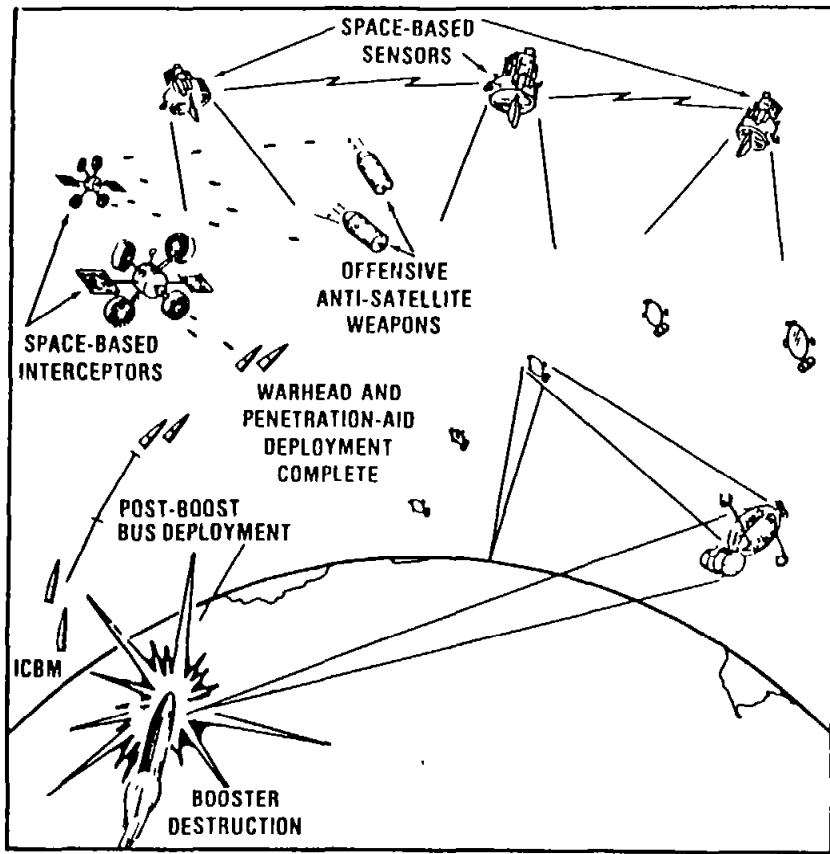 SPACE-BASED
SENSORS
OFFENSIVE
ANTI-SATELLITE
WEAPONS
SPACE-BASED
INTERCEPTORS
WARHEAD AND
PENETRATION-AID
DEPLOYMENT
COMPLETE
POST-BOOST
BUS DEPLOYMENT
ICBM
BOOSTER
DESTRUCTION